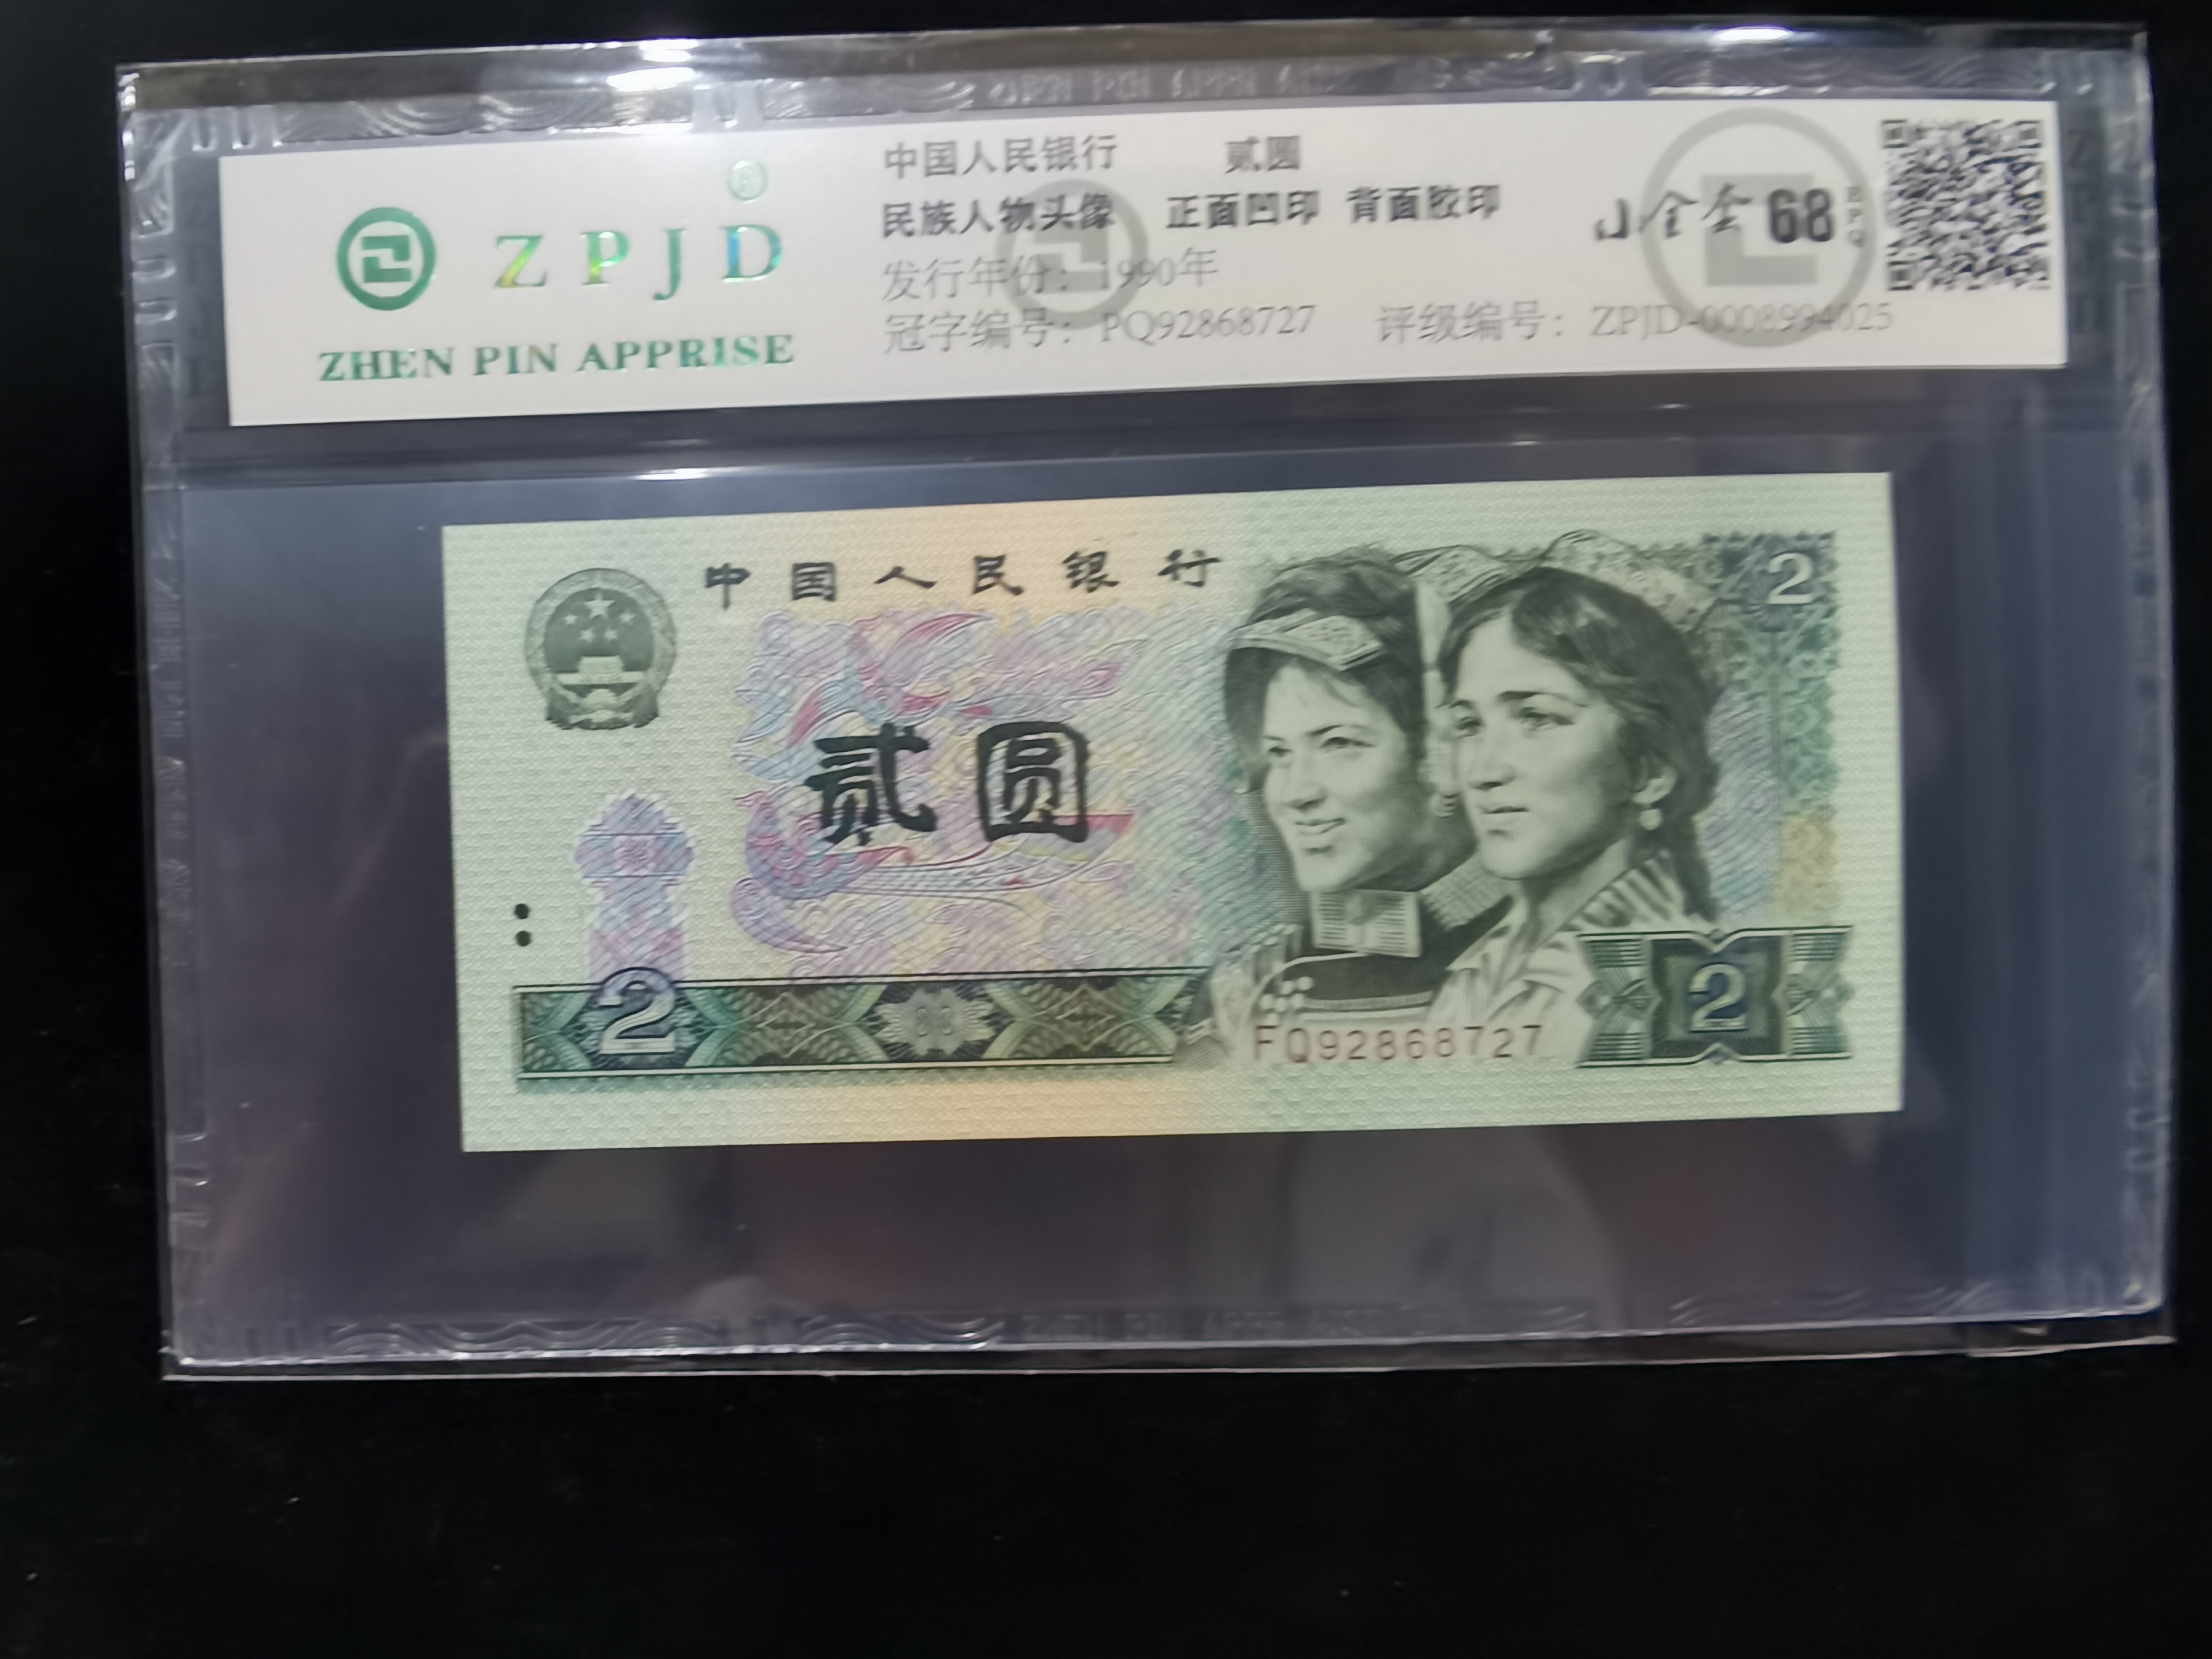 ®
ZPJD
ZHEN PIN APPRISE
中国人民银行 贰圆
民族人物头像 正面凹印 背面胶印
发行年份：1990年
冠字编号：PQ92868727 评级编号：ZPJD-0008994025
68
EPQ
中国人民银行
2
贰圆
2
FQ92868727
2